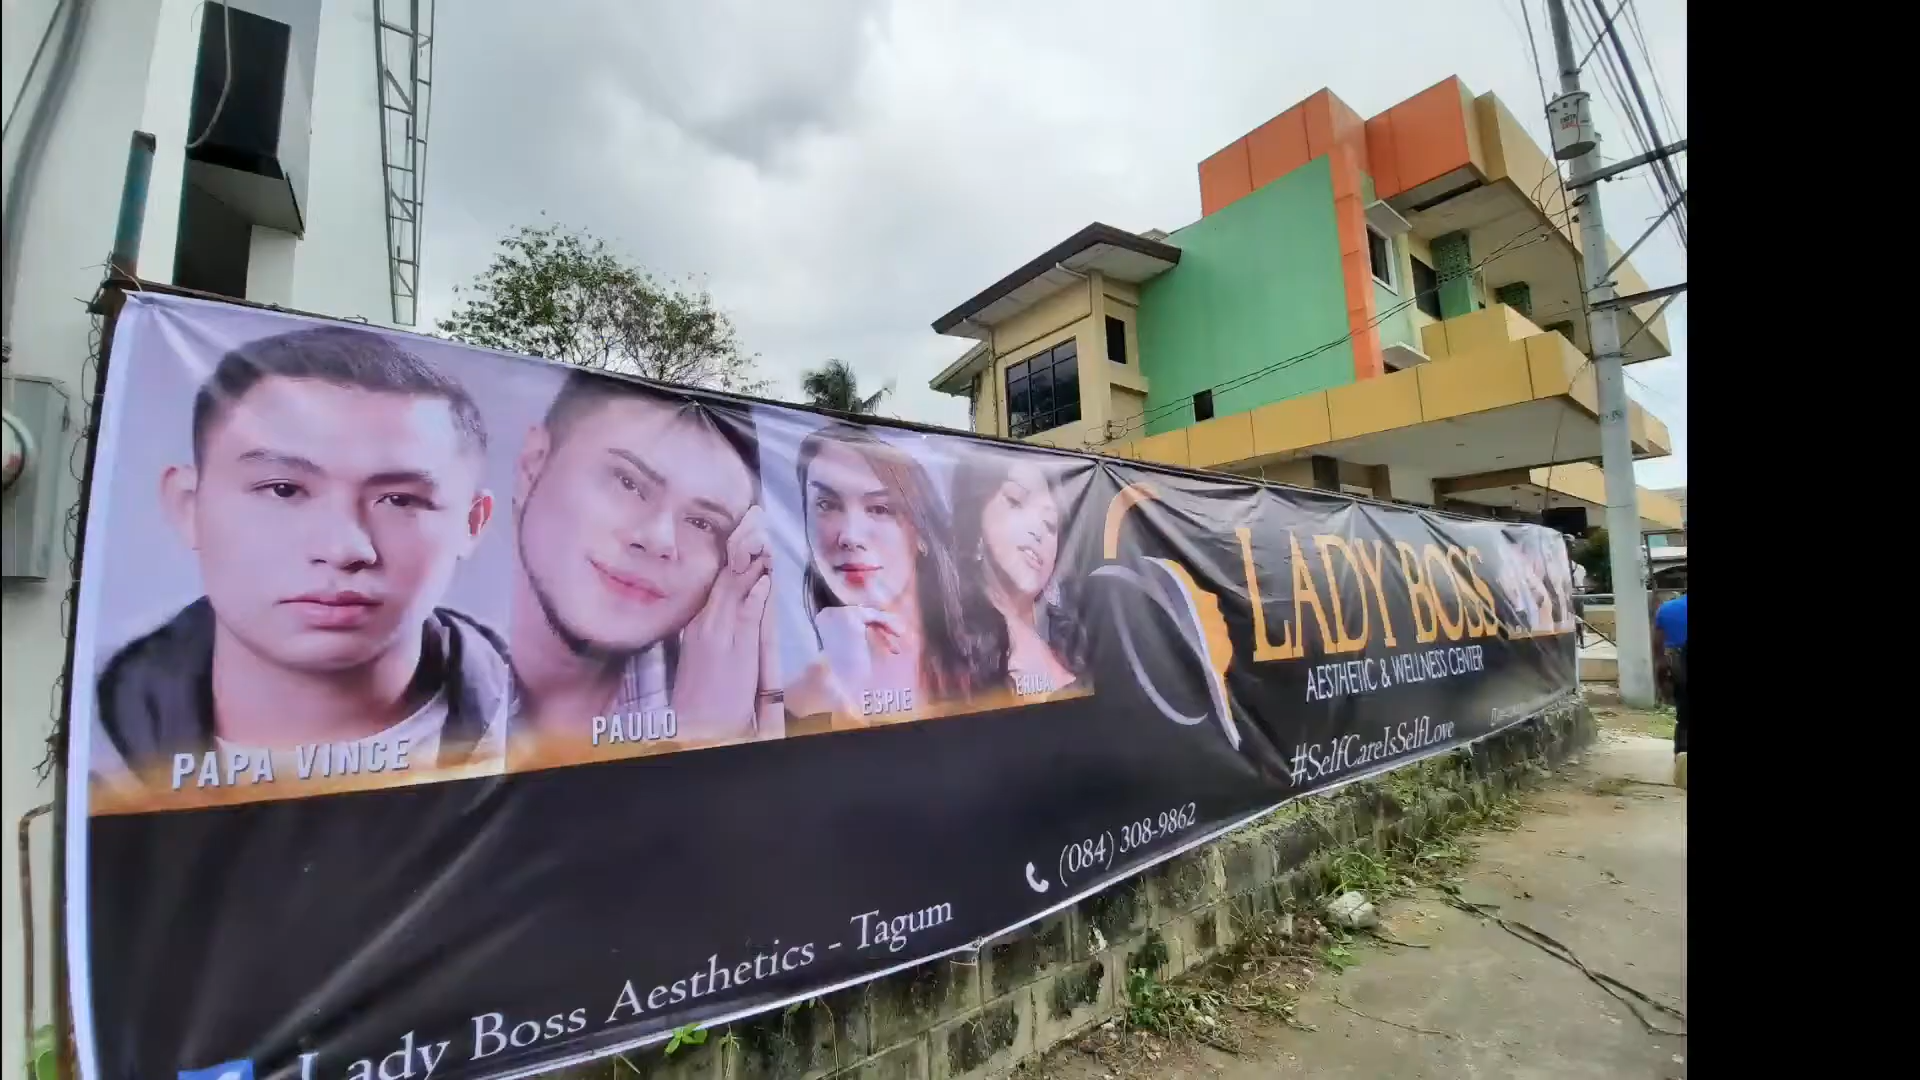 PAPA VINCE
PAULO
ESPIE
ERICA
LADY BOSS
AESTHETIC & WELLNESS CENTER
#SelfCareIsSelfLove
(084) 308-9862
Lady Boss Aesthetics - Tagum